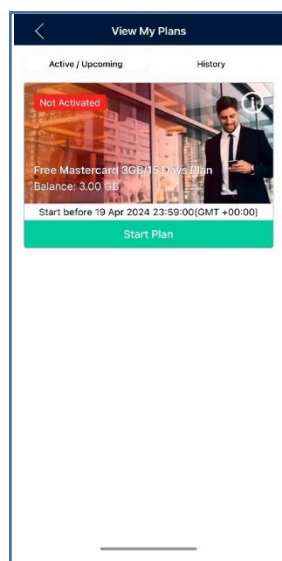 View My Plans
Active / Upcoming
History
Not Activated
Free Mastercard 3GB/15 Days Plan
Balance: 3.00 GB
Start before 19 Apr 2024 23:59:00(GMT +00:00)
Start Plan